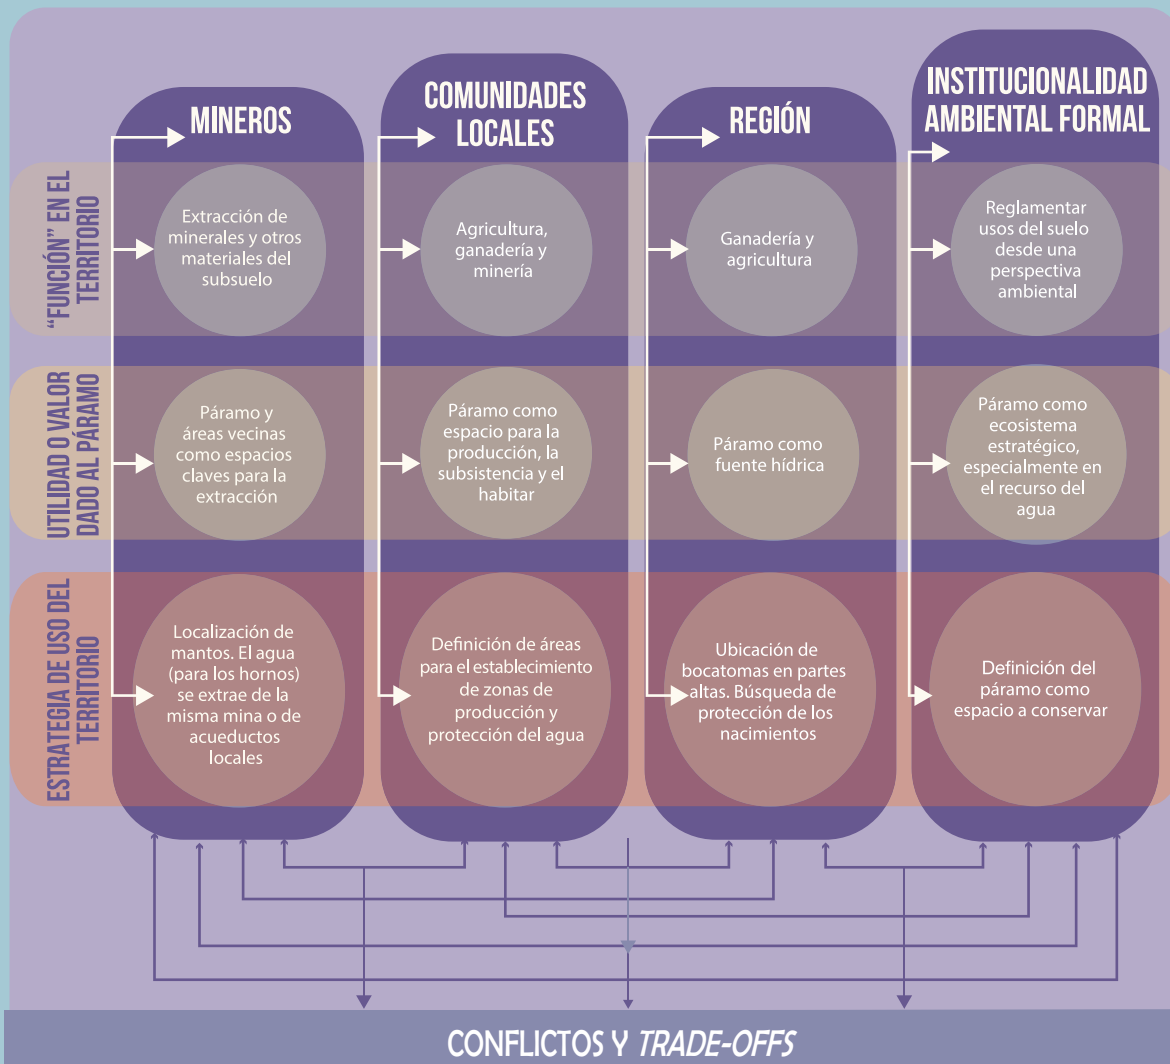 MINEROS
COMUNIDADES
LOCALES
REGIÓN
INSTITUCIONALIDAD
AMBIENTAL FORMAL
“FUNCIÓN” EN EL
TERRITORIO
Extracción de
minerales y otros
materiales del
subsuelo
Agricultura,
ganadería y
minería
Ganadería y
agricultura
Reglamentar
usos del suelo
desde una
perspectiva
ambiental
UTILIDAD O VALOR
DADO AL PÁRAMO
Páramo y
áreas vecinas
como espacios
claves para la
extracción
Páramo como
espacio para la
producción, la
subsistencia y el
habitar
Páramo como
fuente hídrica
Páramo como
ecosistema
estratégico,
especialmente en
el recurso del
agua
ESTRATEGIA DE USO DEL
TERRITORIO
Localización de
mantos. El agua
(para los hornos)
se extrae de la
misma mina o de
acueductos
locales
Definición de áreas
para el establecimiento
de zonas de
producción y
protección del agua
Ubicación de
bocatomas en partes
altas. Búsqueda de
protección de los
nacimientos
Definición del
páramo como
espacio a conservar
CONFLICTOS Y TRADE-OFFS